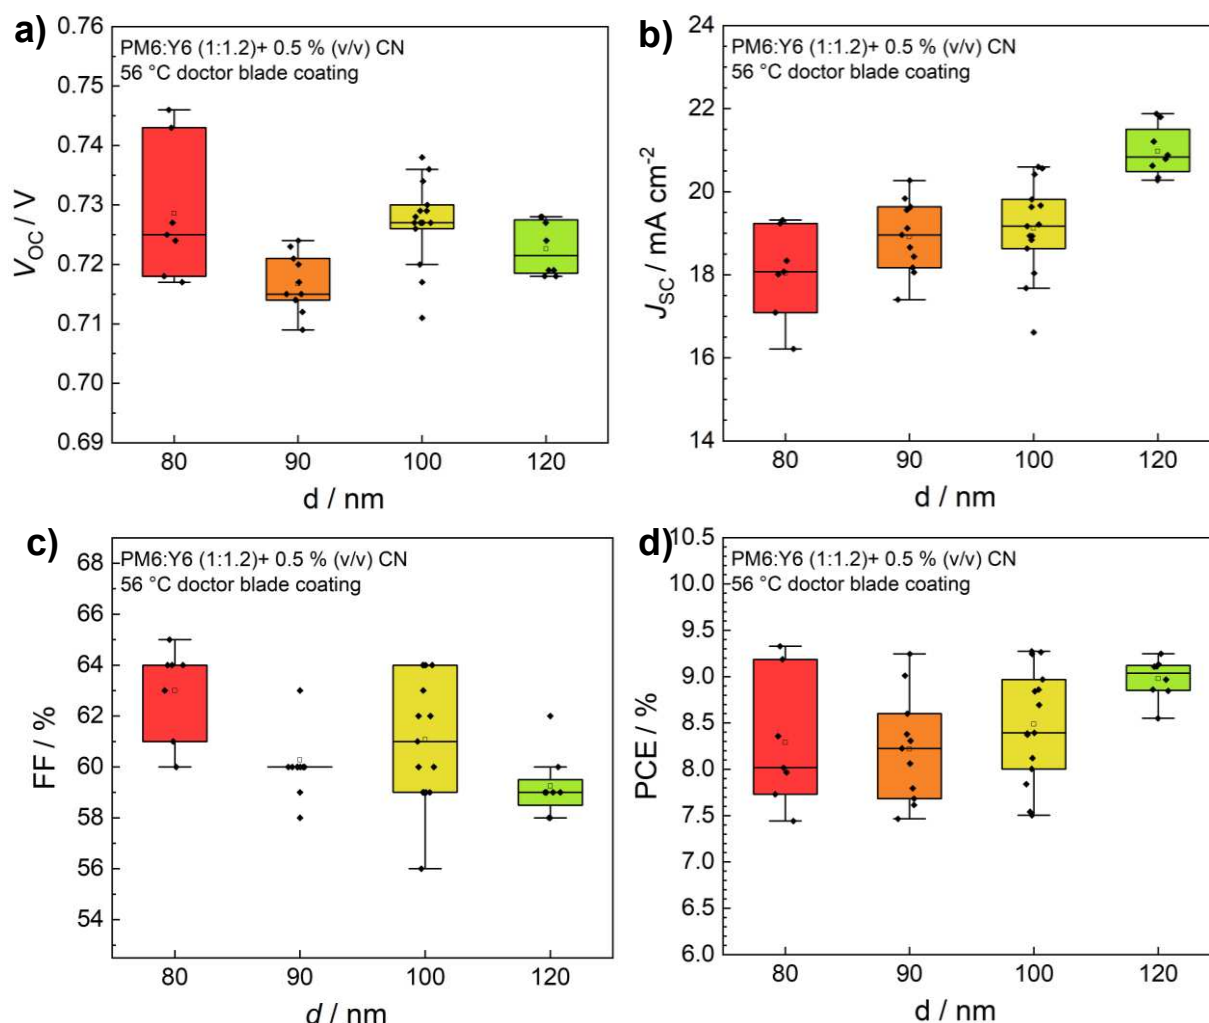 a)
0.76
0.75
0.74
0.73
0.72
0.71
0.70
0.69
V_OC / V
PM6:Y6 (1:1.2)+ 0.5 % (v/v) CN
56 °C doctor blade coating
80 90 100 120
d / nm
b)
24
22
20
18
16
14
J_SC / mA cm⁻²
PM6:Y6 (1:1.2)+ 0.5 % (v/v) CN
56 °C doctor blade coating
80 90 100 120
d / nm
c)
68
66
64
62
60
58
56
54
FF / %
PM6:Y6 (1:1.2)+ 0.5 % (v/v) CN
56 °C doctor blade coating
80 90 100 120
d / nm
d)
10.5
10.0
9.5
9.0
8.5
8.0
7.5
7.0
6.5
6.0
PCE / %
PM6:Y6 (1:1.2)+ 0.5 % (v/v) CN
56 °C doctor blade coating
80 90 100 120
d / nm